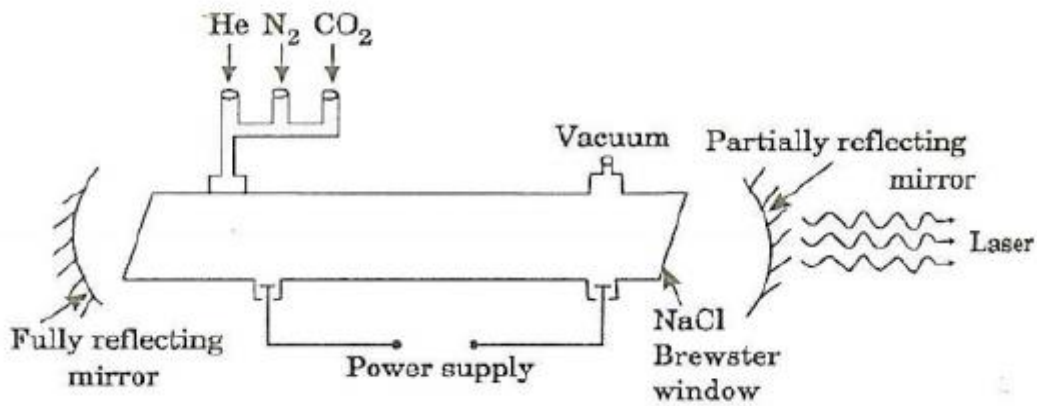 He N₂ CO₂
Vacuum
Partially reflecting
mirror
Laser
Fully reflecting
mirror
Power supply
NaCl
Brewster
window